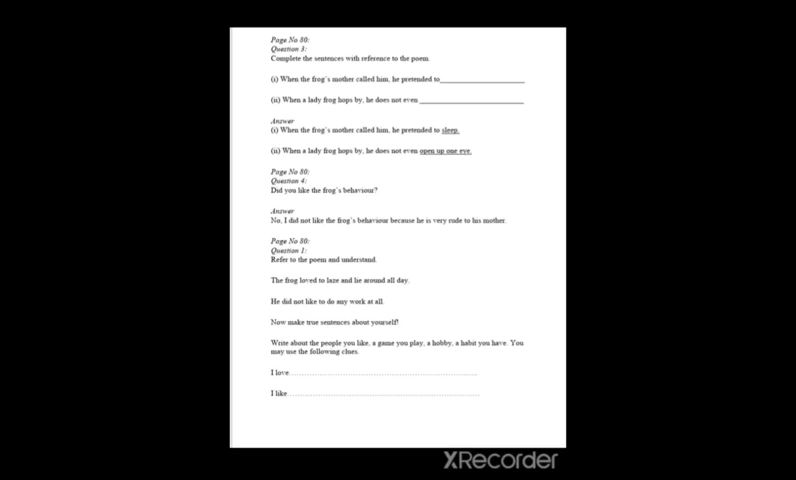 Page No 80:
Question 3:
Complete the sentences with reference to the poem.
(i) When the frog's mother called him, he pretended to____________________
(ii) When a lady frog hops by, he does not even ________________________
Answer
(i) When the frog's mother called him, he pretended to sleep.
(ii) When a lady frog hops by, he does not even open up one eye.
Page No 80:
Question 4:
Did you like the frog's behaviour?
Answer
No, I did not like the frog's behaviour because he is very rude to his mother.
Page No 80:
Question 1:
Refer to the poem and understand.
The frog loved to laze and lie around all day.
He did not like to do any work at all.
Now make true sentences about yourself!
Write about the people you like, a game you play, a hobby, a habit you have. You
may use the following clues.
I love..............................................................................
I like................................................................................
XRecorder